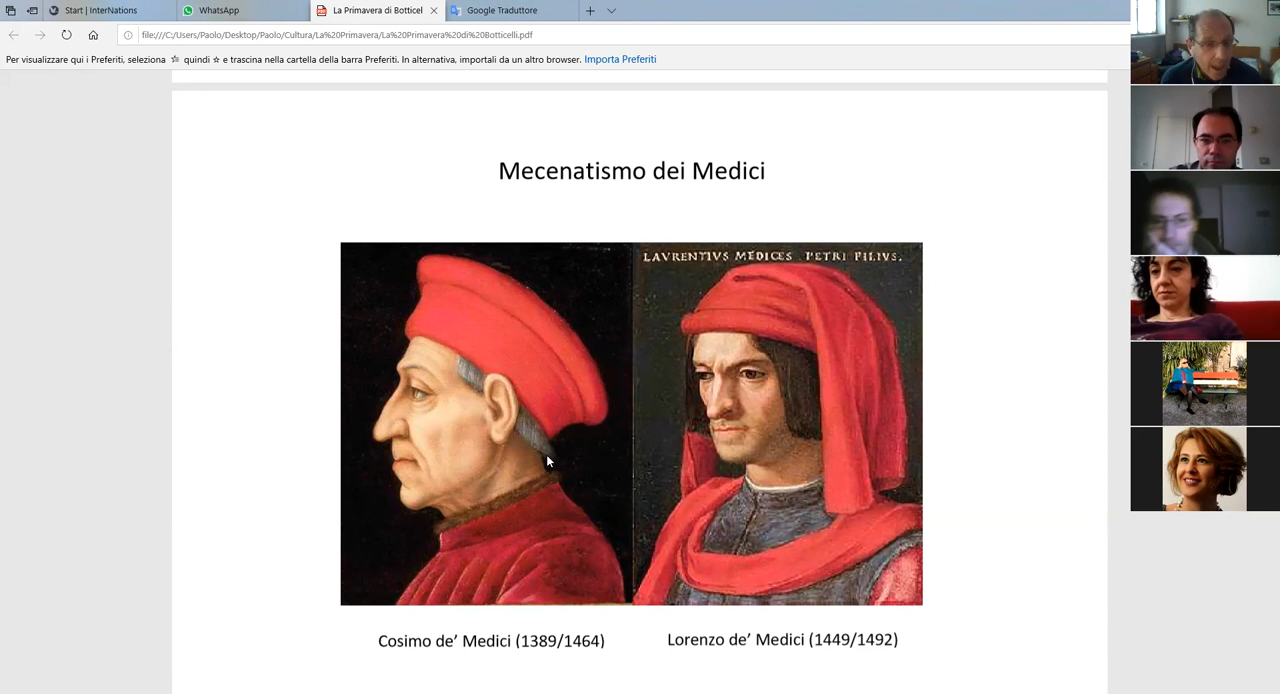 Start | InterNations
WhatsApp
La Primavera di Botticel
Google Traduttore
file:///C:/Users/Paolo/Desktop/Paolo/Cultura/La%20Primavera/La%20Primavera%20di%20Botticelli.pdf
Per visualizzare qui i Preferiti, seleziona quindi ☆ e trascina nella cartella della barra Preferiti. In alternativa, importali da un altro browser. Importa Preferiti
Mecenatismo dei Medici
LAVRENTIVS MEDICES PETRI FILIVS.
Cosimo de’ Medici (1389/1464)
Lorenzo de’ Medici (1449/1492)